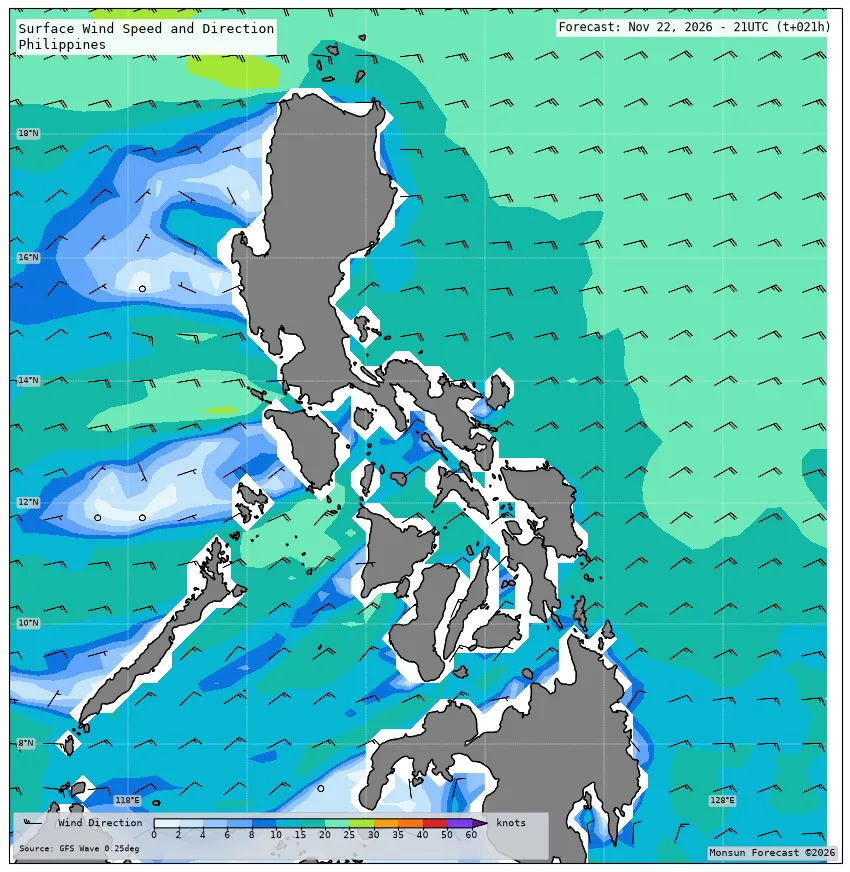 Surface Wind Speed and Direction
Philippines
Forecast: Nov 22, 2026 - 21UTC (t+021h)
18°N
16°N
14°N
12°N
10°N
8°N
118°E
128°E
Wind Direction
0 2 4 6 8 10 15 20 25 30 35 40 50 60
knots
Source: GFS Wave 0.25deg
Monsun Forecast ©2026